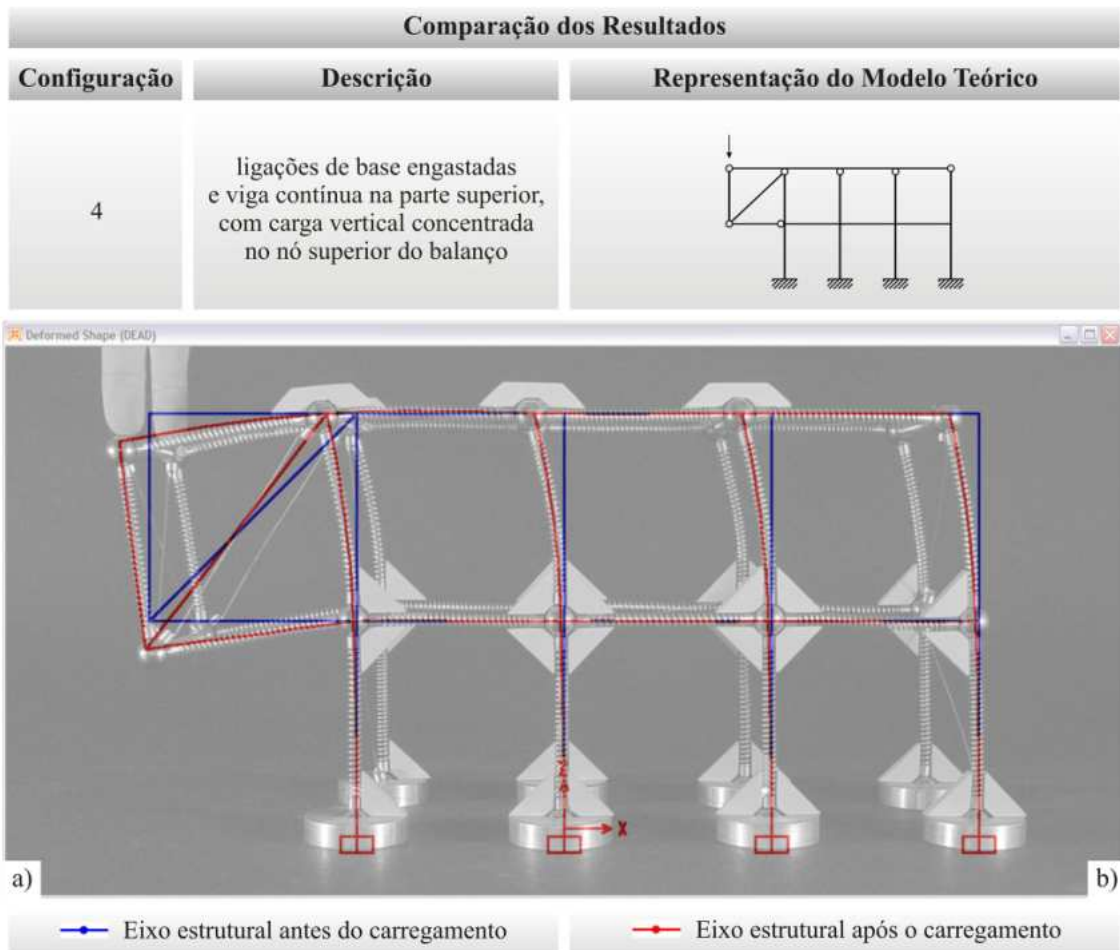 Comparação dos Resultados
Configuração
Descrição
Representação do Modelo Teórico
4
ligações de base engastadas
e viga contínua na parte superior,
com carga vertical concentrada
no nó superior do balanço
Deformed Shape (DEAD)
Z
X
a)
b)
Eixo estrutural antes do carregamento
Eixo estrutural após o carregamento